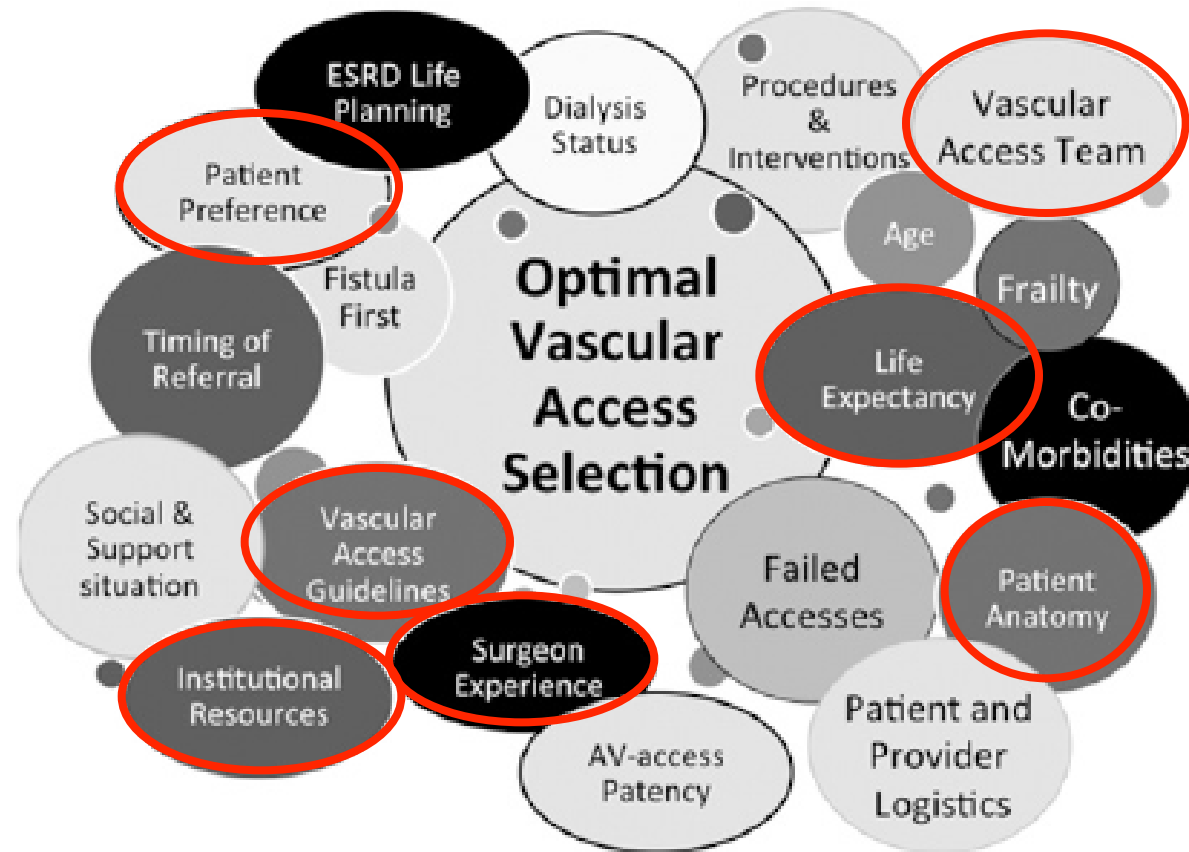 ESRD Life
Planning
Dialysis
Status
Procedures
&
Interventions
Vascular
Access Team
Patient
Preference
Age
Fistula
First
Frailty
Optimal
Vascular
Access
Selection
Timing of
Referral
Life
Expectancy
Co-
Morbidities
Social &
Support
situation
Vascular
Access
Guidelines
Failed
Accesses
Patient
Anatomy
Institutional
Resources
Surgeon
Experience
AV-access
Patency
Patient and
Provider
Logistics